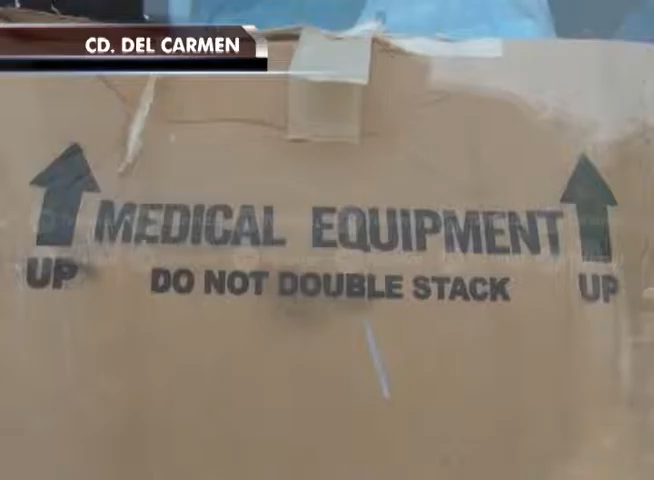 CD. DEL CARMEN
MEDICAL EQUIPMENT
UP DO NOT DOUBLE STACK UP